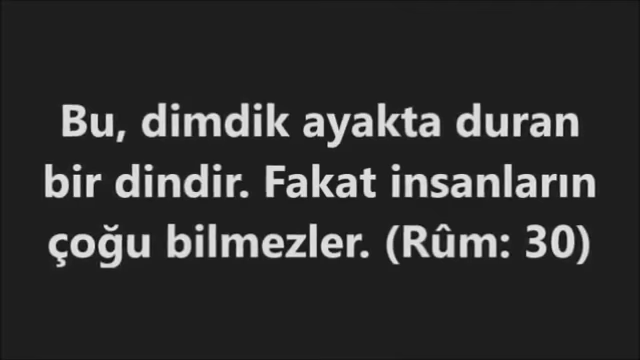 Bu, dimdik ayakta duran
bir dindir. Fakat insanların
çoğu bilmezler. (Rûm: 30)